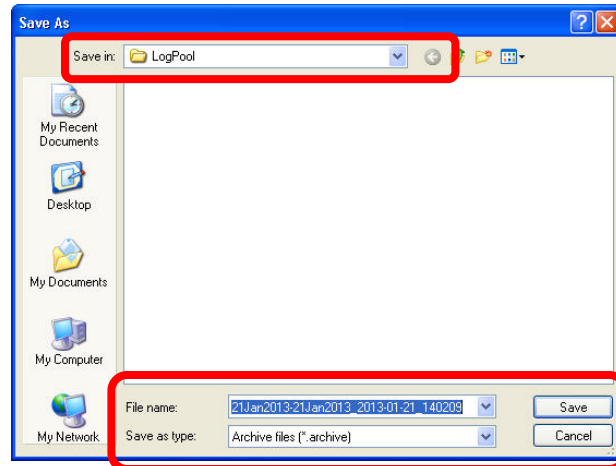 Save As
Save in: LogPool
My Recent
Documents
Desktop
My Documents
My Computer
My Network
File name: 21Jan2013-21Jan2013_2013-01-21_140209 Save
Save as type: Archive files (*.archive) Cancel